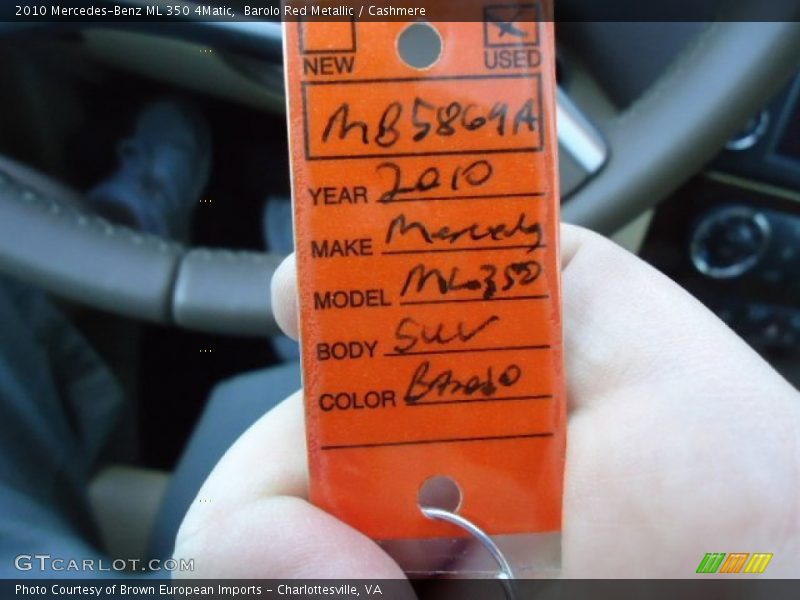 2010 Mercedes-Benz ML 350 4Matic,  Barolo Red Metallic / Cashmere
NEW USED
MB5869A
YEAR 2010
MAKE Mercedes
MODEL ML350
BODY SUV
COLOR Barolo
GTCARLOT.COM
Photo Courtesy of Brown European Imports - Charlottesville, VA